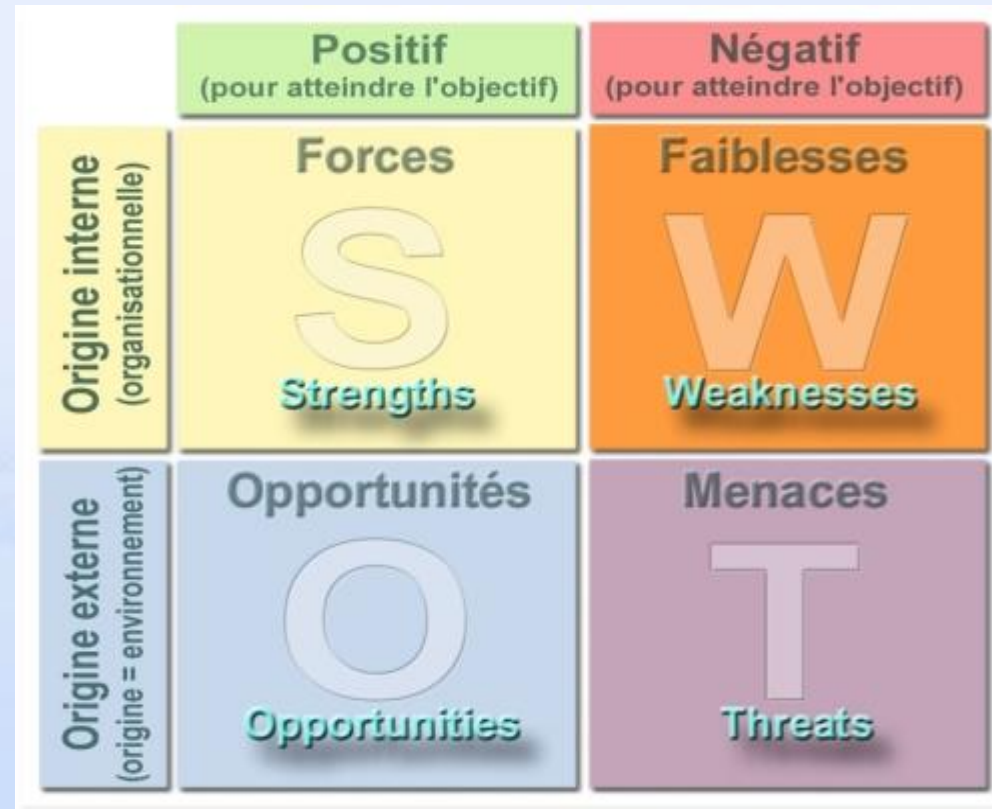 Positif
(pour atteindre l'objectif)
Négatif
(pour atteindre l'objectif)
Origine interne
(organisationnelle)
Forces
S
Strengths
Faiblesses
W
Weaknesses
Origine externe
(origine = environnement)
Opportunités
O
Opportunities
Menaces
T
Threats